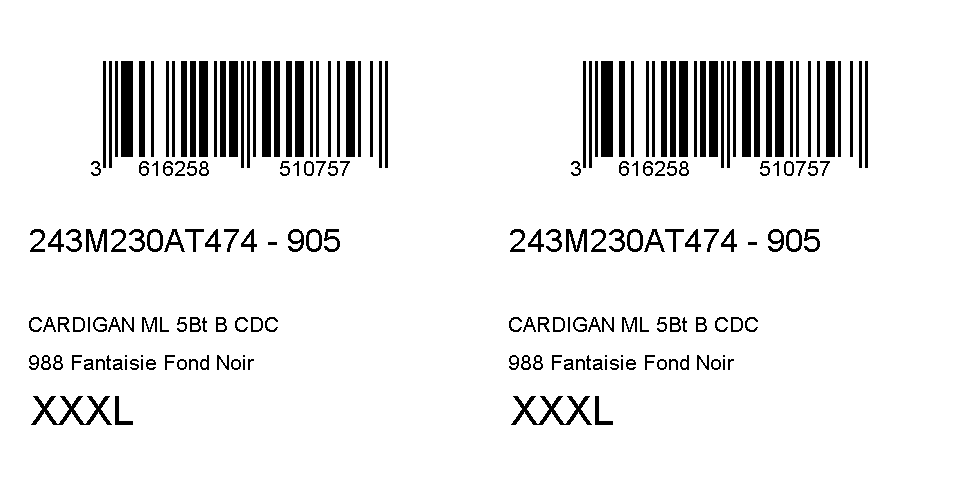 3 616258 510757
243M230AT474 - 905
CARDIGAN ML 5Bt B CDC
988 Fantaisie Fond Noir
XXXL
3 616258 510757
243M230AT474 - 905
CARDIGAN ML 5Bt B CDC
988 Fantaisie Fond Noir
XXXL